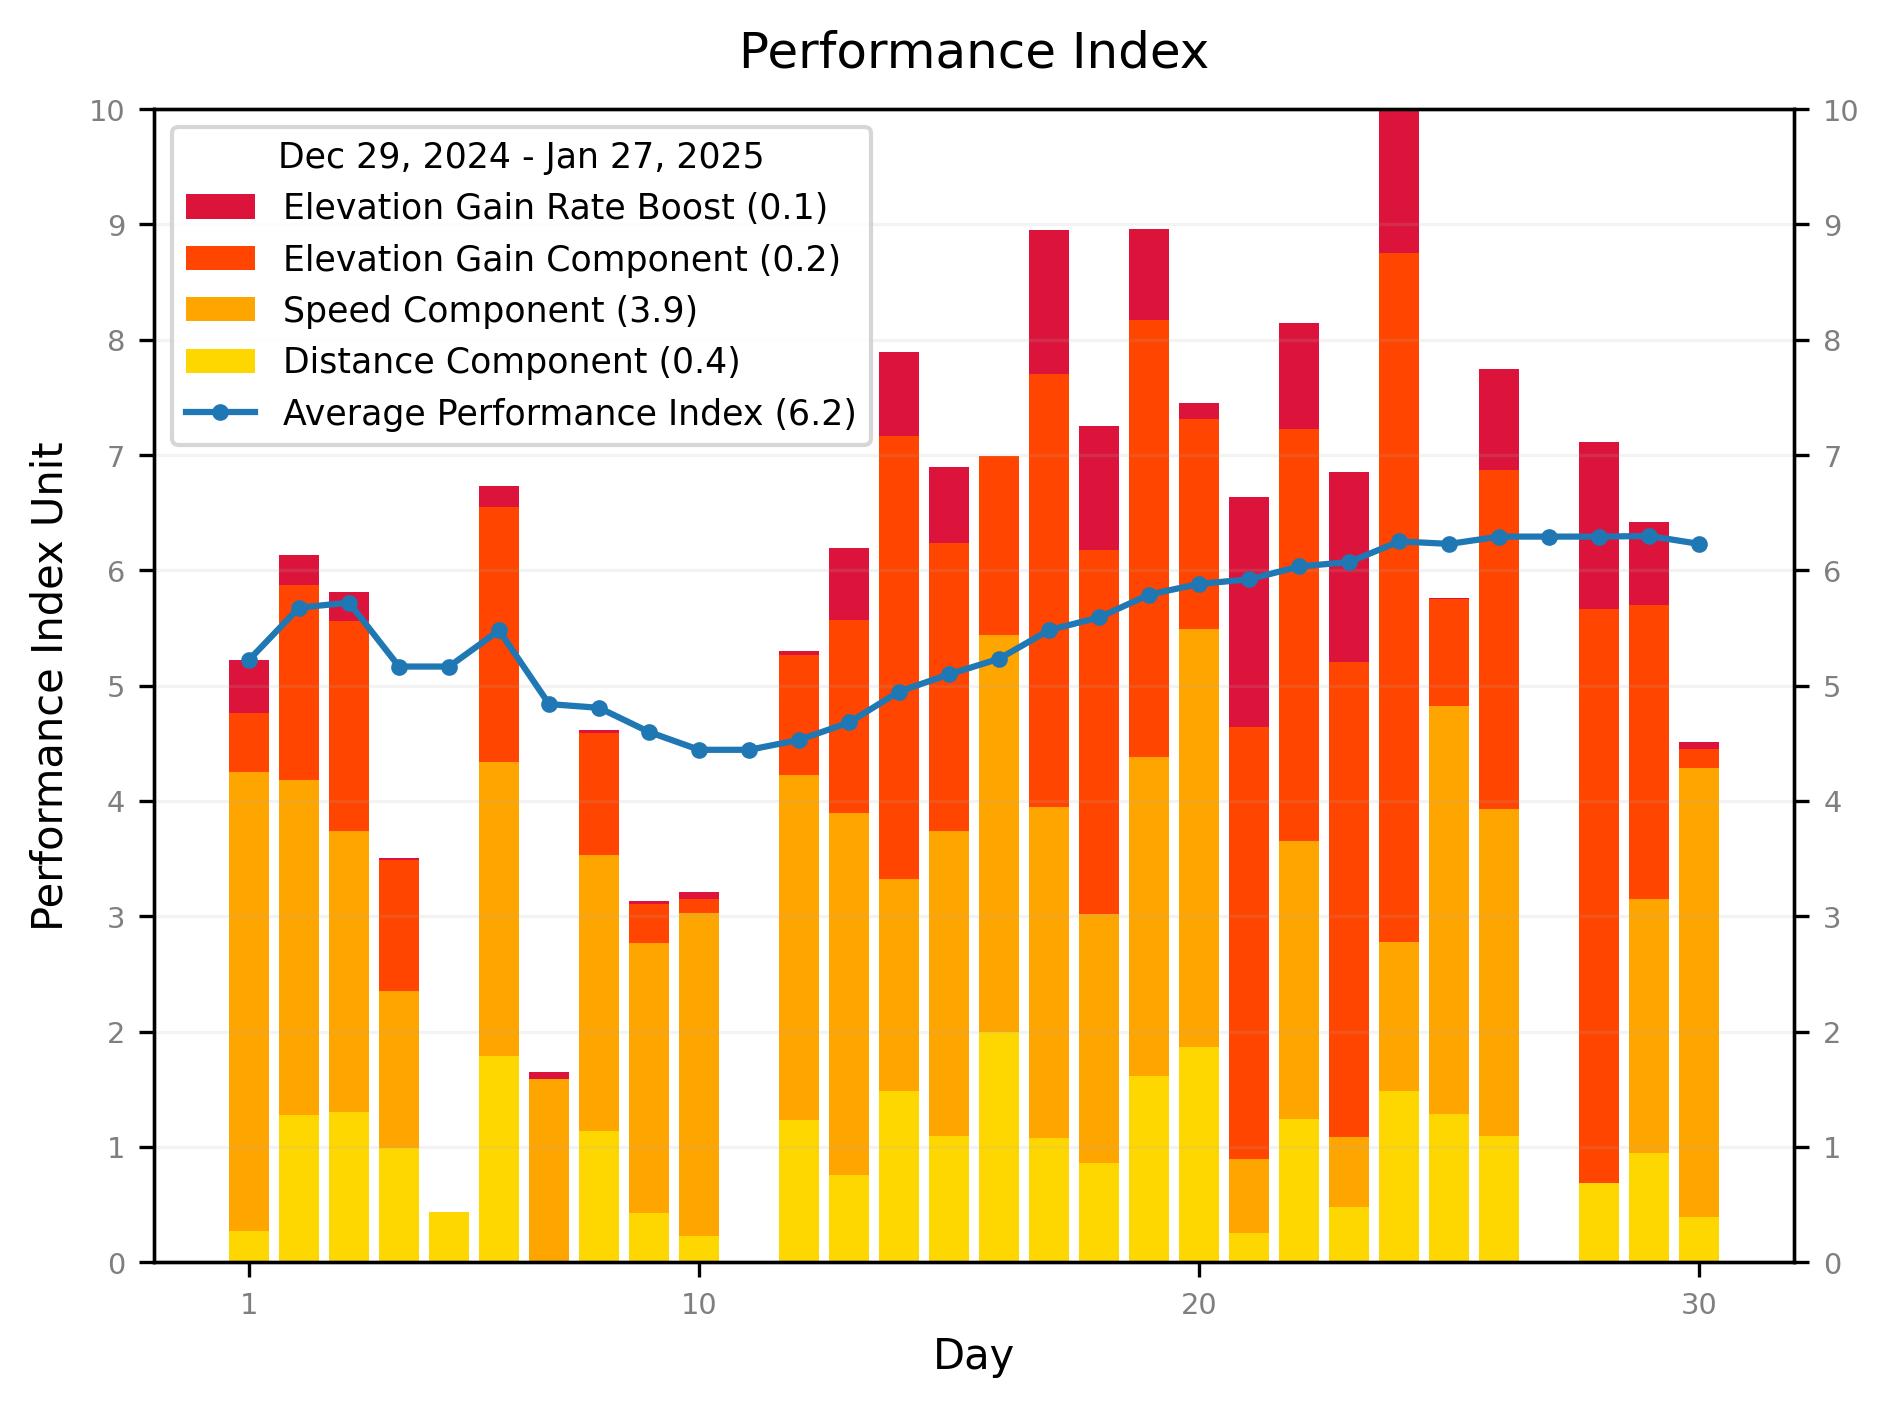 Performance Index
Dec 29, 2024 - Jan 27, 2025
Elevation Gain Rate Boost (0.1)
Elevation Gain Component (0.2)
Speed Component (3.9)
Distance Component (0.4)
Average Performance Index (6.2)
Performance Index Unit
10
9
8
7
6
5
4
3
2
1
0
10
9
8
7
6
5
4
3
2
1
0
1 10 20 30
Day